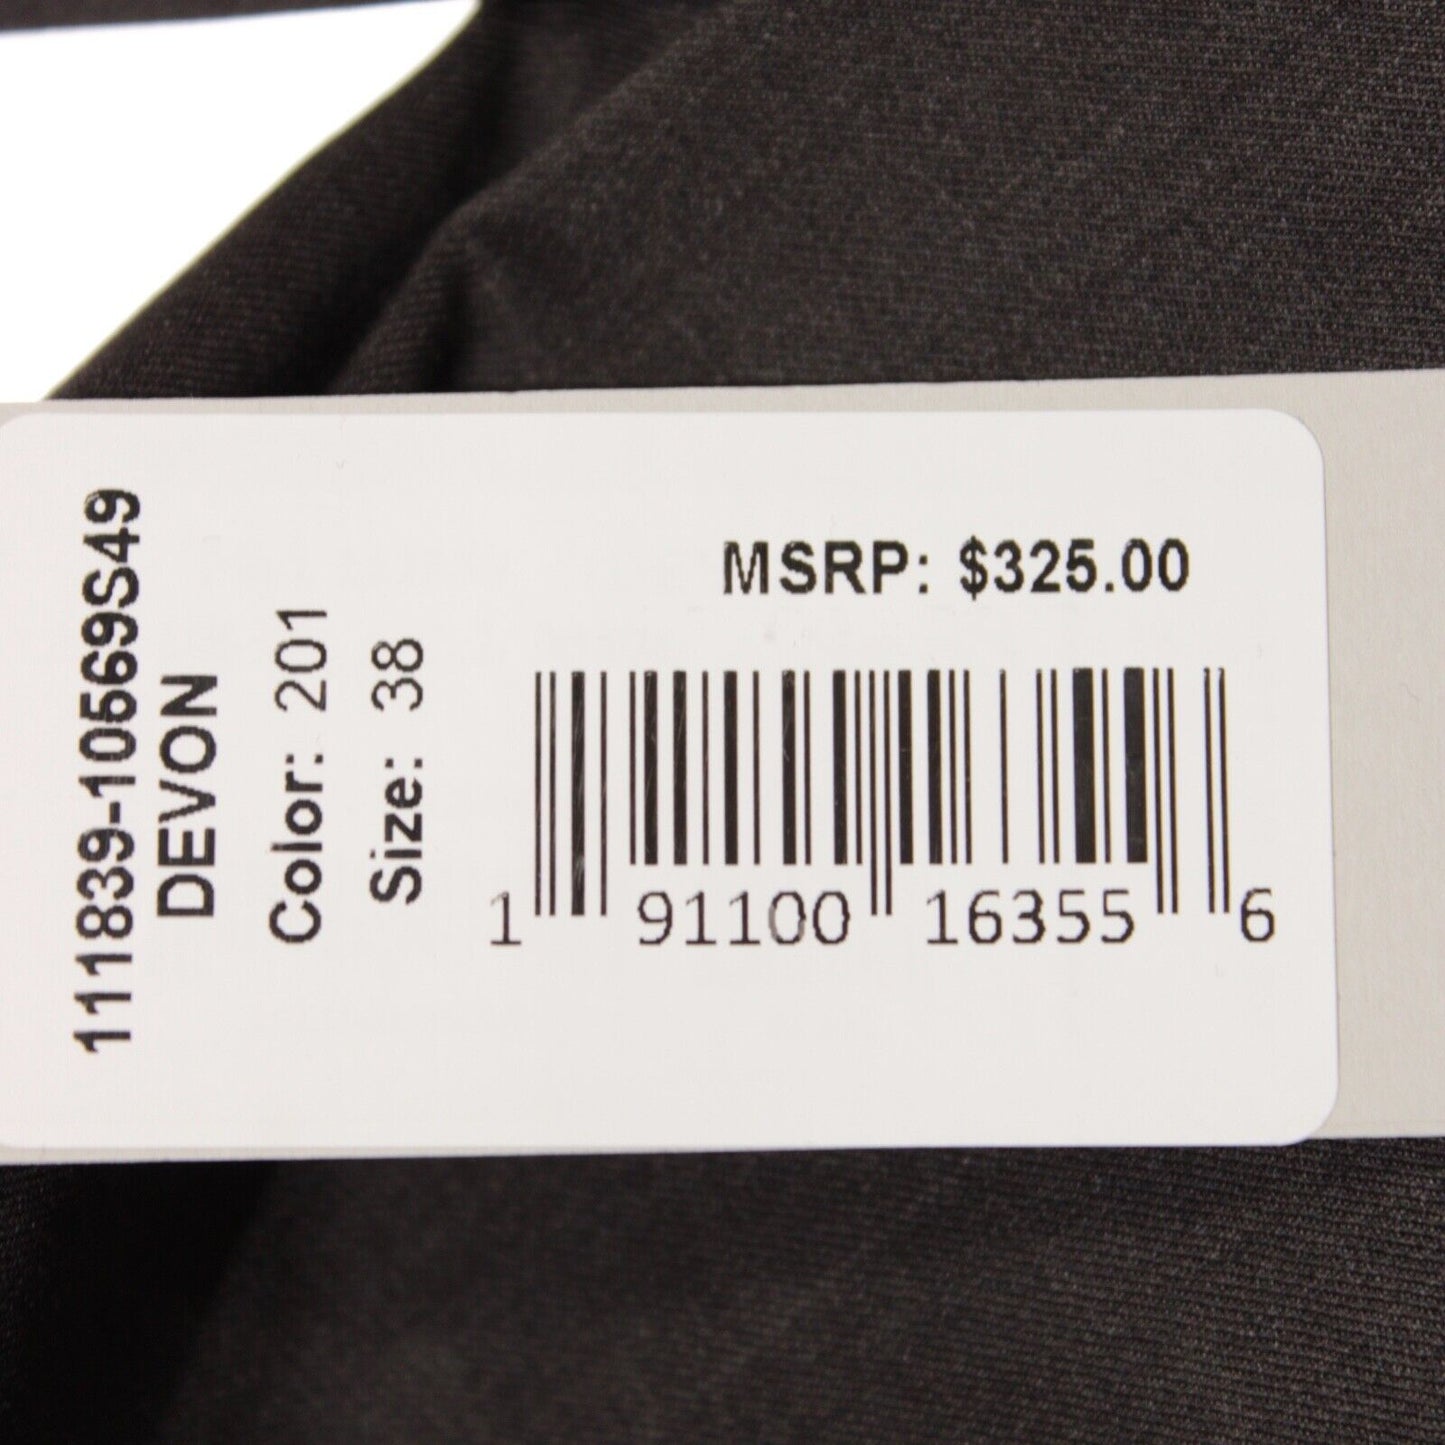 111839-10569S49
DEVON
Color: 201
Size: 38
MSRP: $325.00
1 91100 16355 6